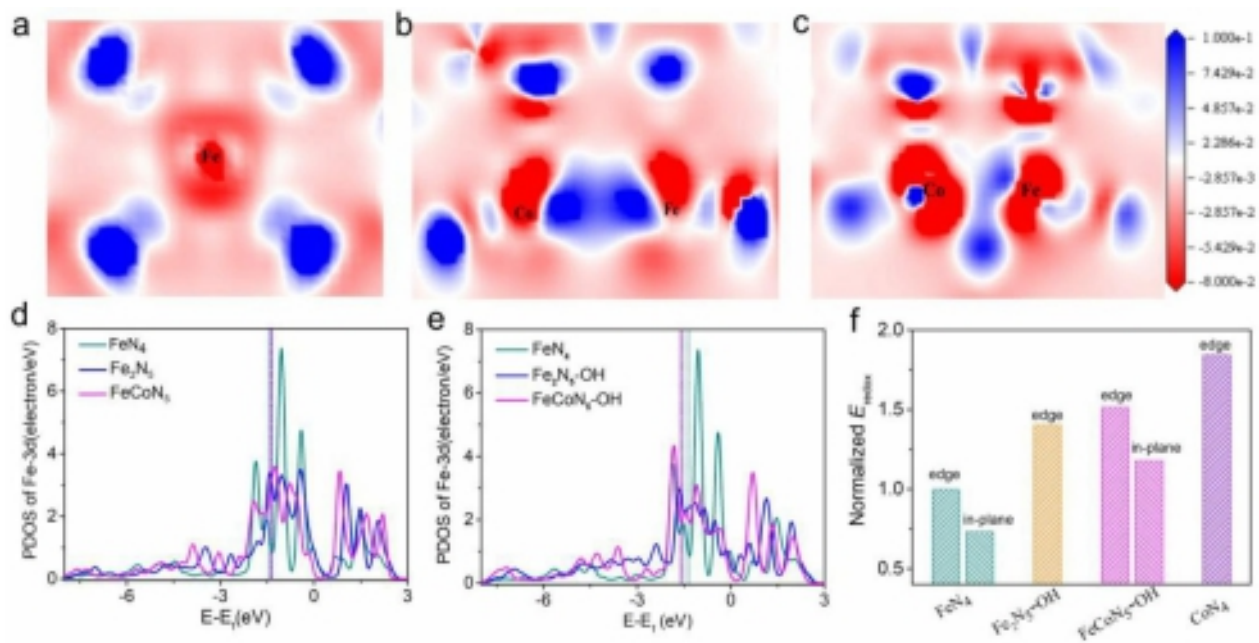 a
b
c
Fe
Co
Fe
Co
Fe
1.000e-1
7.429e-2
4.857e-2
2.286e-2
-2.857e-3
-2.857e-2
-5.429e-2
-8.000e-2
d
PDOS of Fe-3d(electron/eV)
8
6
4
2
0
FeN₄
Fe₂N₅
FeCoN₅
-6
-3
0
3
E-Ef(eV)
e
PDOS of Fe-3d(electron/eV)
8
6
4
2
0
FeN₄
FeCoN₅-OH
-6
-3
0
3
E-Ef (eV)
f
Normalized Eredox
2.0
1.5
1.0
0.5
edge
in-plane
edge
edge
in-plane
edge
FeN₄
Fe₂N₅-OH
FeCoN₅-OH
CoN₄